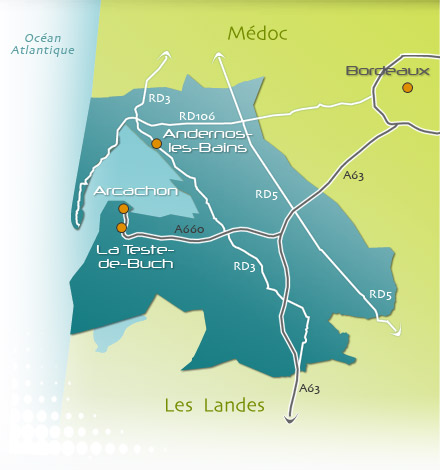 Médoc
Océan
Atlantique
Bordeaux
RD3
RD106
Andernos-
les-Bains
A63
Arcachon
RD5
A660
La Teste-
de-Buch
RD3
RD5
A63
Les Landes